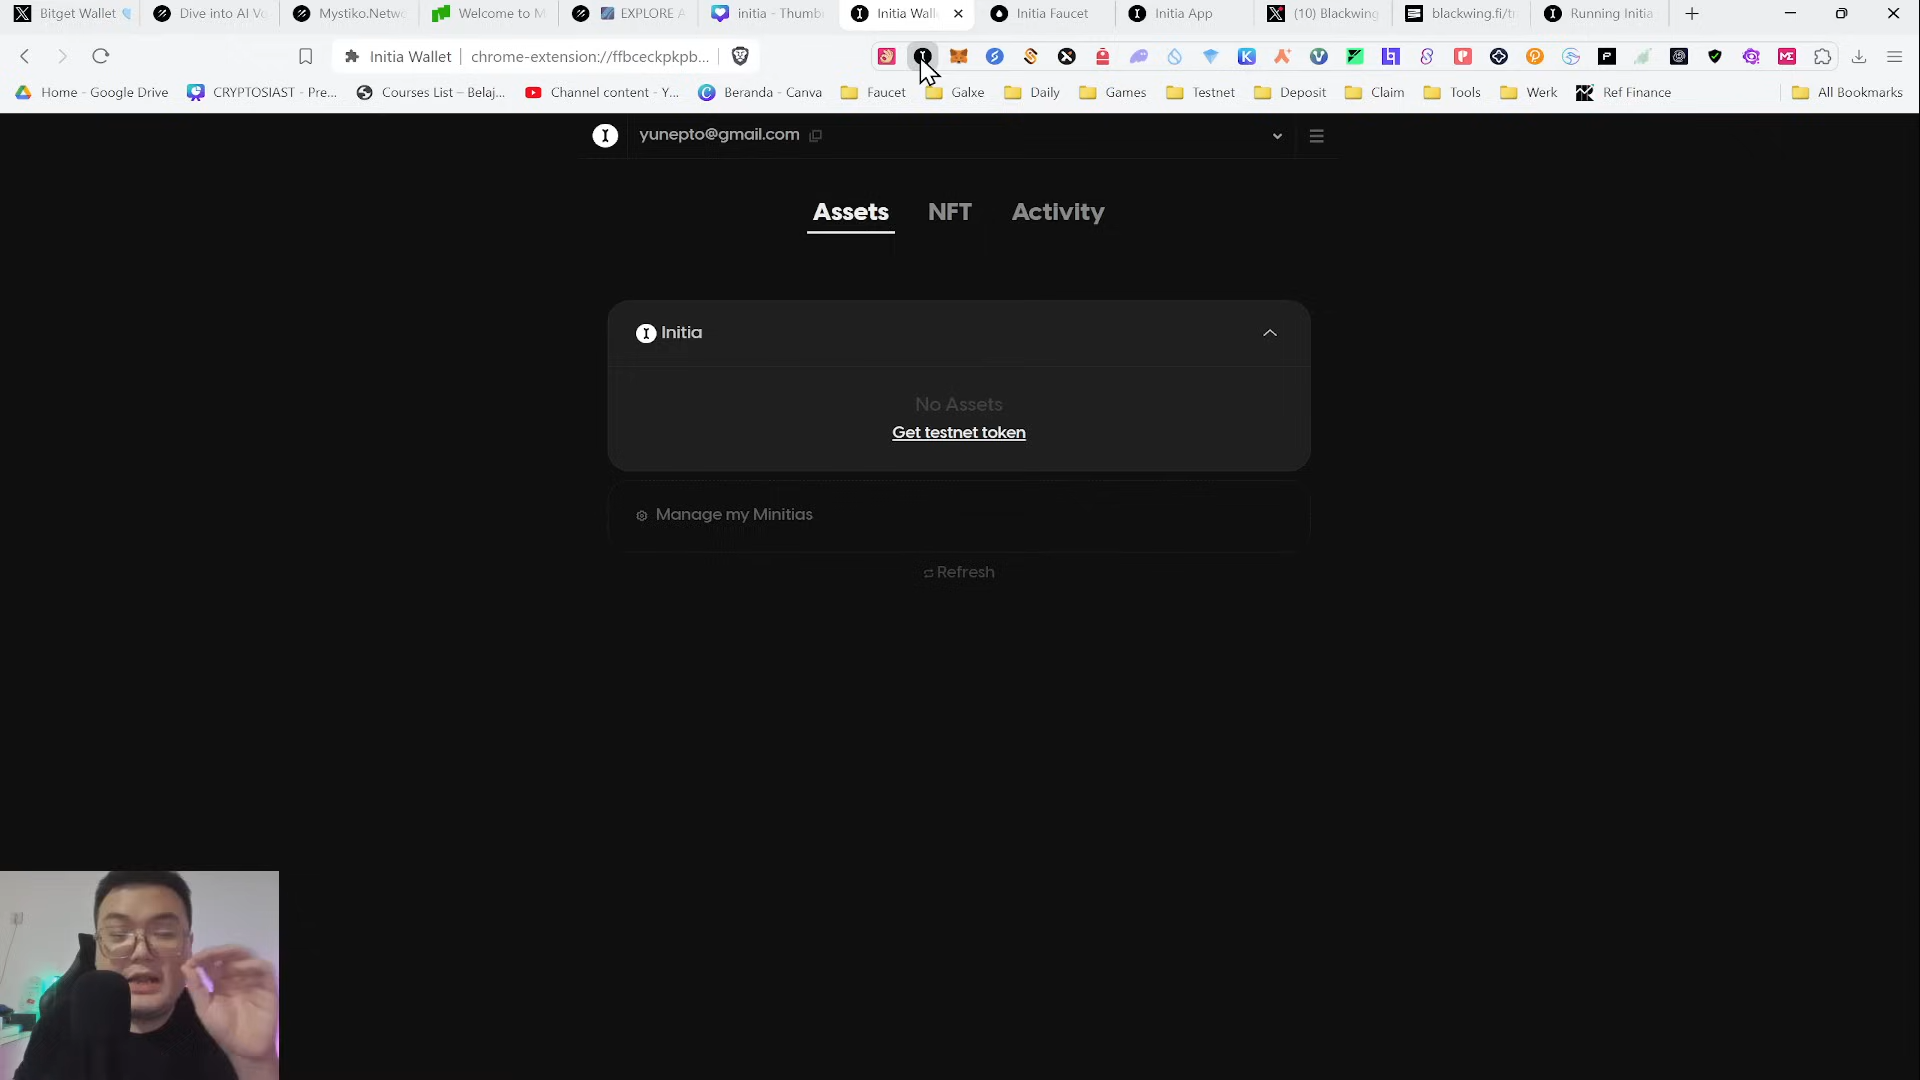 Bitget Wallet
Dive into AI Vo
Mystiko.Netwo
Welcome to M
EXPLORE A
initia - Thumb
Initia Wall
Initia Faucet
Initia App
(10) Blackwing
blackwing.fi/tr
Running Initia
Initia Wallet
chrome-extension://ffbceckpkpb...
Home - Google Drive
CRYPTOSIAST - Pre...
Courses List – Belaj...
Channel content - Y...
Beranda - Canva
Faucet
Galxe
Daily
Games
Testnet
Deposit
Claim
Tools
Werk
Ref Finance
All Bookmarks
yunepto@gmail.com
Assets
NFT
Activity
Initia
No Assets
Get testnet token
Manage my Minitias
Refresh